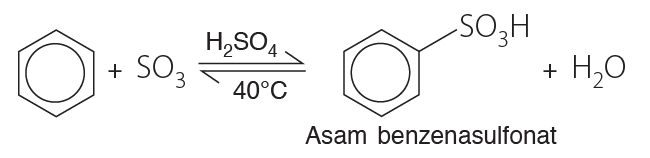 + SO₃ H₂SO₄ 40°C SO₃H + H₂O
Asam benzenasulfonat